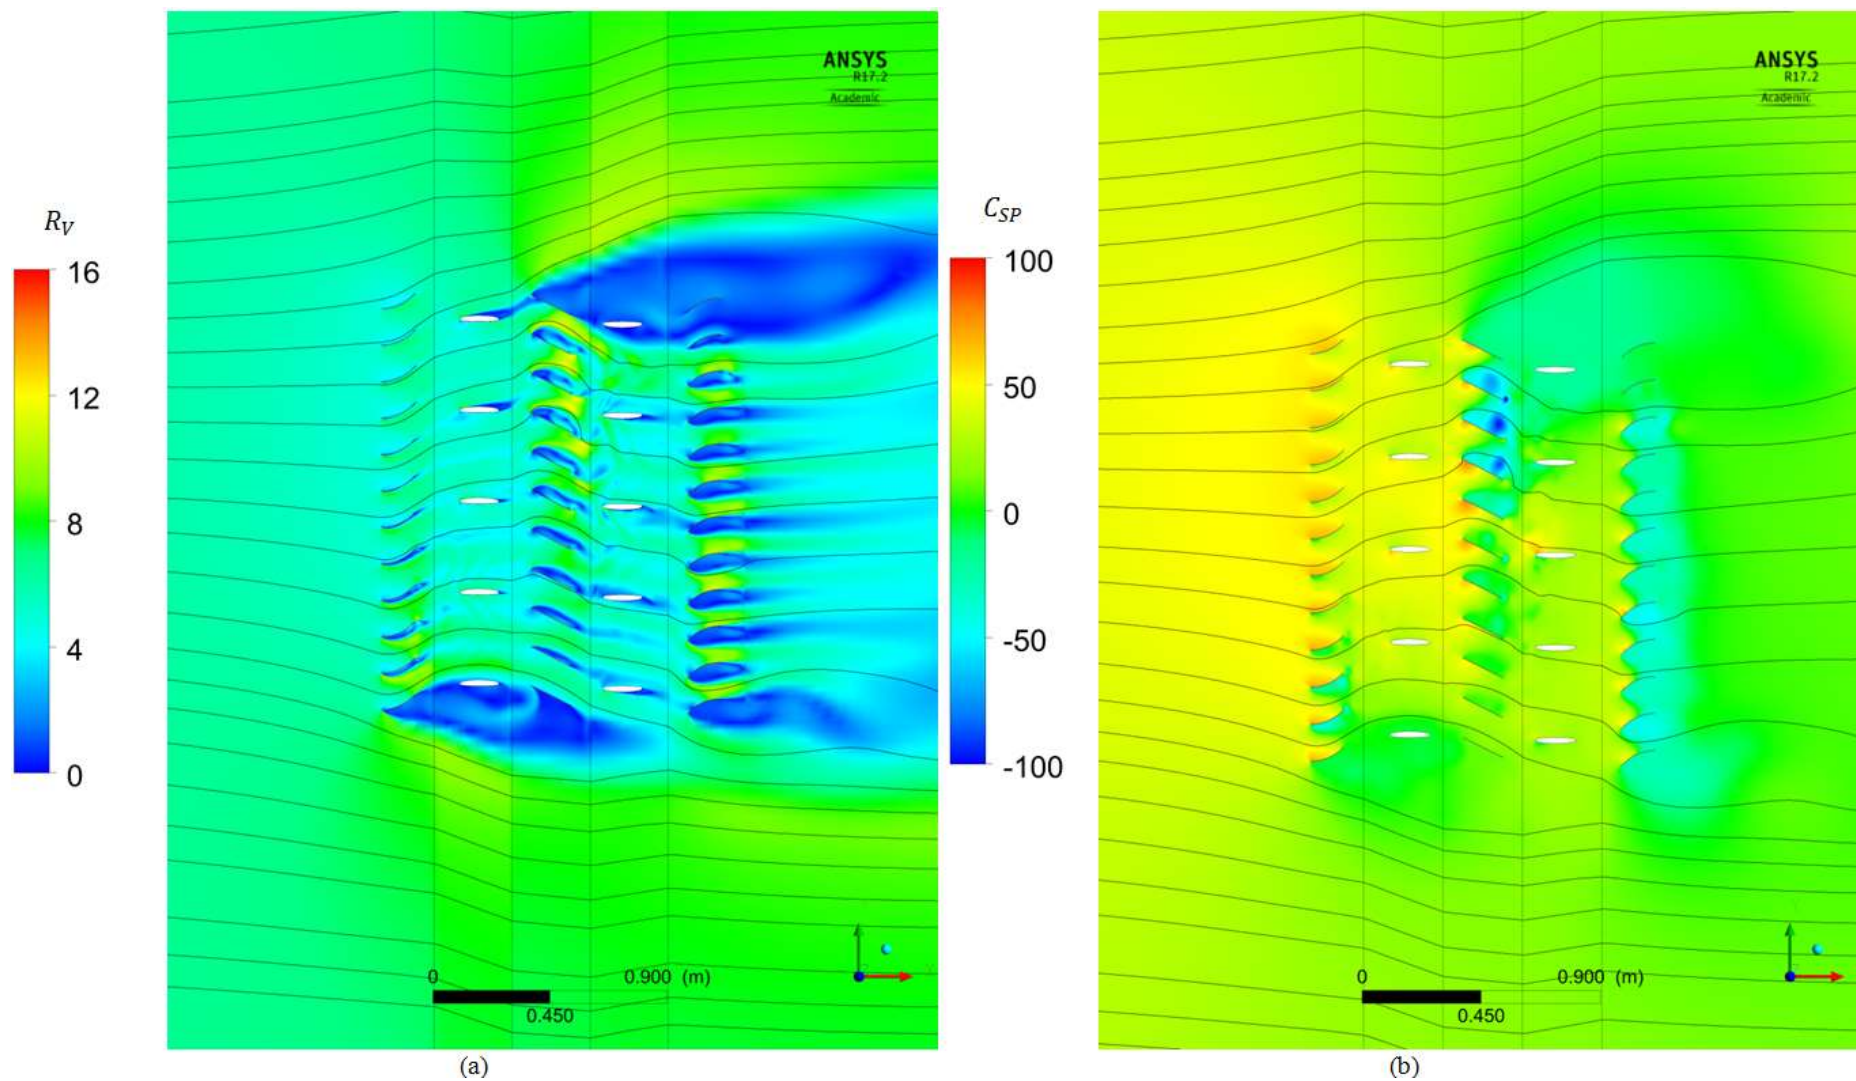 ANSYS
R17.2
Academic
R_V
16
12
8
4
0
0 0.900 (m)
0.450
(a)
C_SP
100
50
0
-50
-100
ANSYS
R17.2
Academic
0 0.900 (m)
0.450
(b)